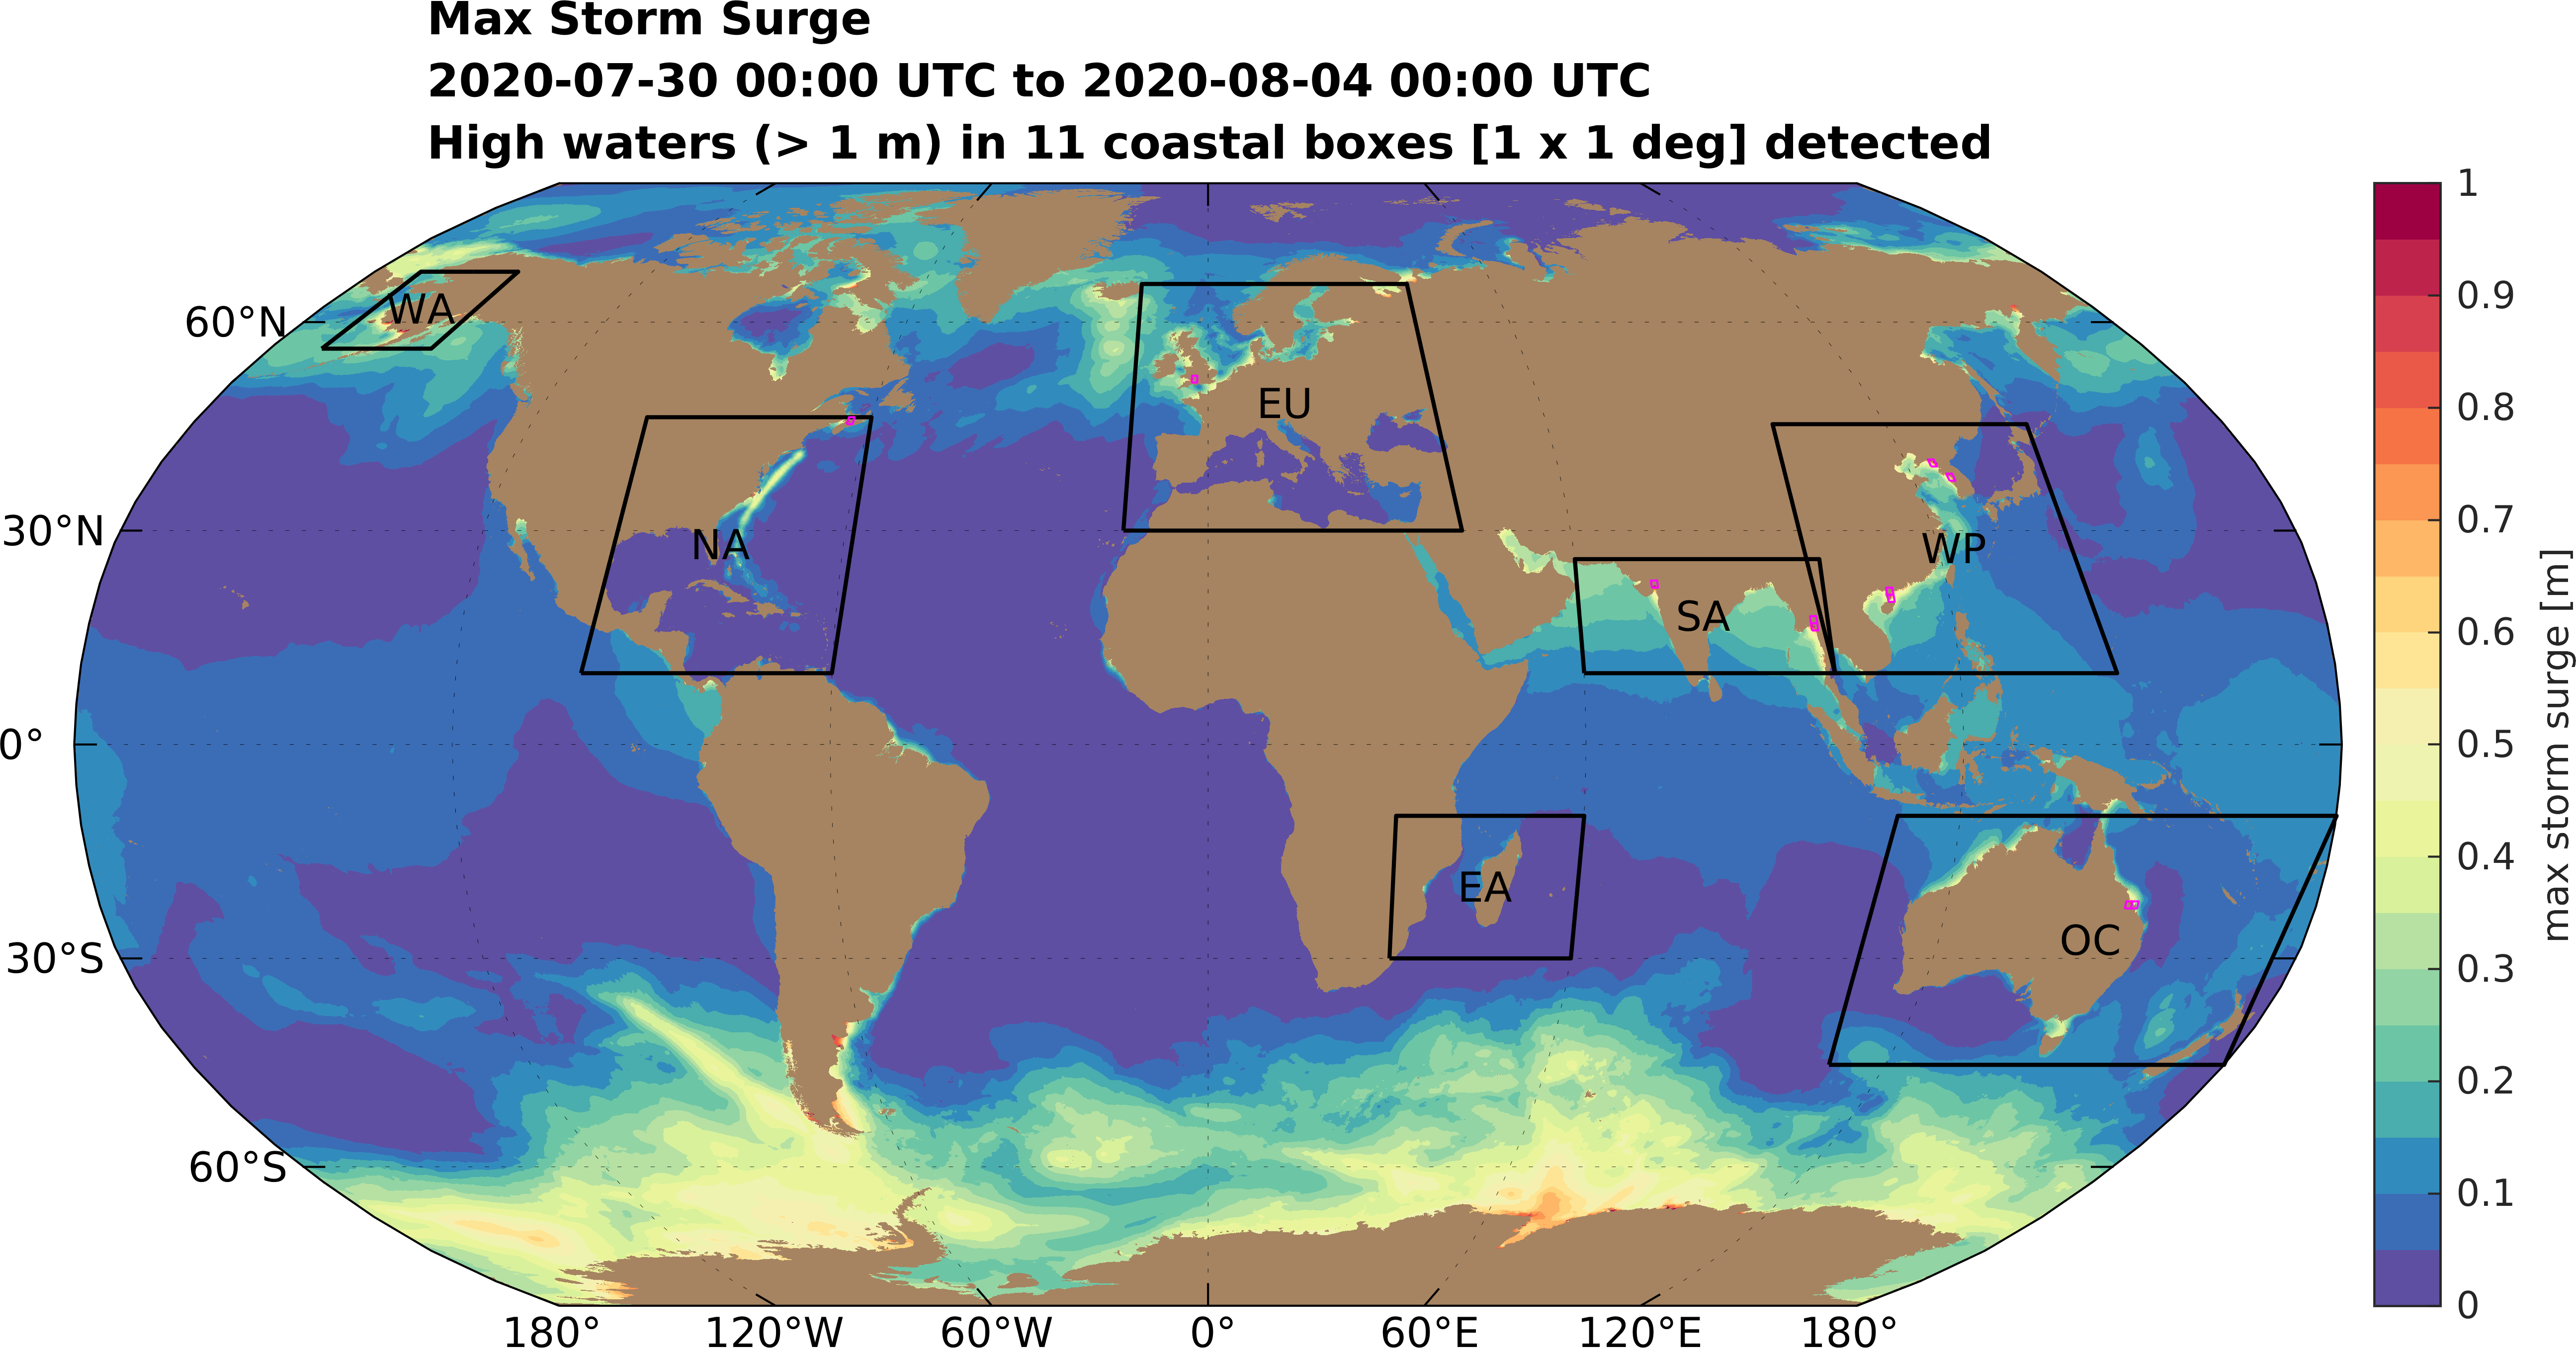 Max Storm Surge
2020-07-30 00:00 UTC to 2020-08-04 00:00 UTC
High waters (> 1 m) in 11 coastal boxes [1 x 1 deg] detected
60°N
30°N
0°
30°S
60°S
WA
NA
EU
SA
WP
EA
OC
180°
120°W
60°W
0°
60°E
120°E
180°
1
0.9
0.8
0.7
0.6
0.5
0.4
0.3
0.2
0.1
0
max storm surge [m]